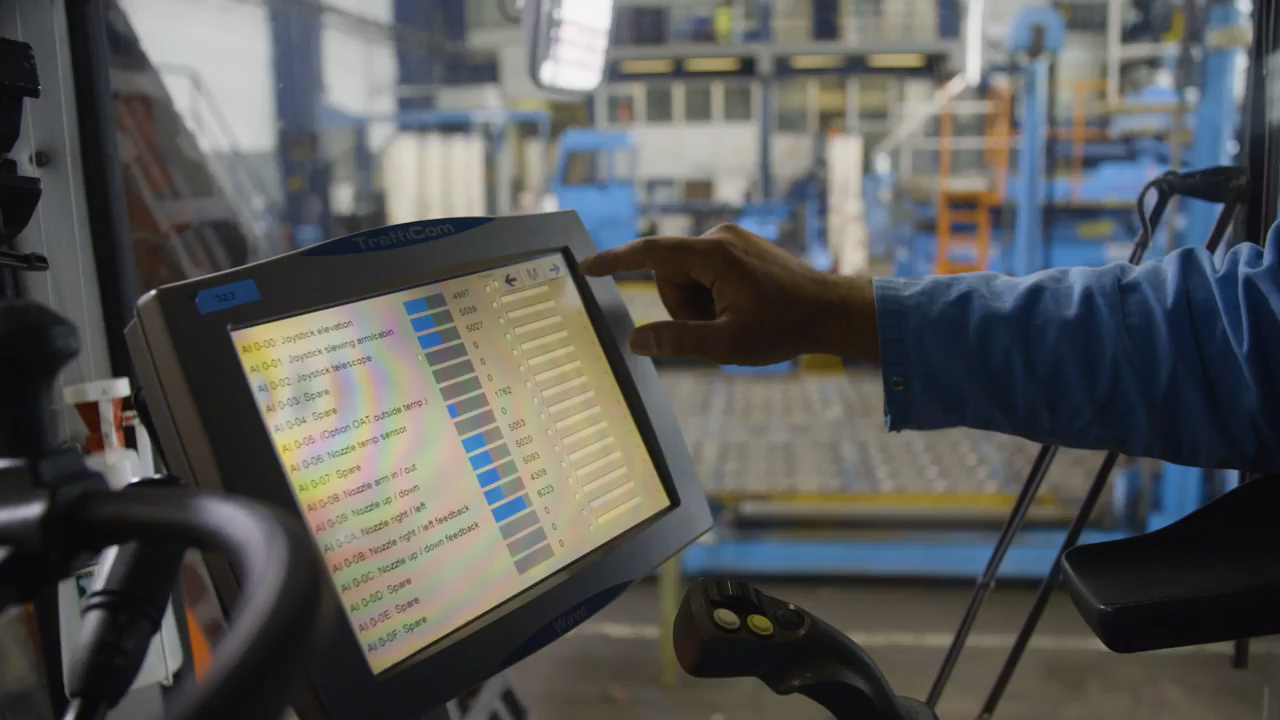 TraffiCom
323
← M →
AI 0-00: Joystick elevation 4997
AI 0-01: Joystick slewing arm/cabin 5039
AI 0-02: Joystick telescope 5027
AI 0-03: Spare 0
AI 0-04: Spare 0
AI 0-05: (Option OAT outside temp.) 0
AI 0-06: Nozzle temp sensor 1762
AI 0-07: Spare 0
AI 0-08: Nozzle arm in / out 5053
AI 0-09: Nozzle up / down 5020
AI 0-0A: Nozzle right / left 5093
AI 0-0B: Nozzle right / left feedback 4309
AI 0-0C: Nozzle up / down feedback 8223
AI 0-0D: Spare 0
AI 0-0E: Spare 0
AI 0-0F: Spare 0
Wave